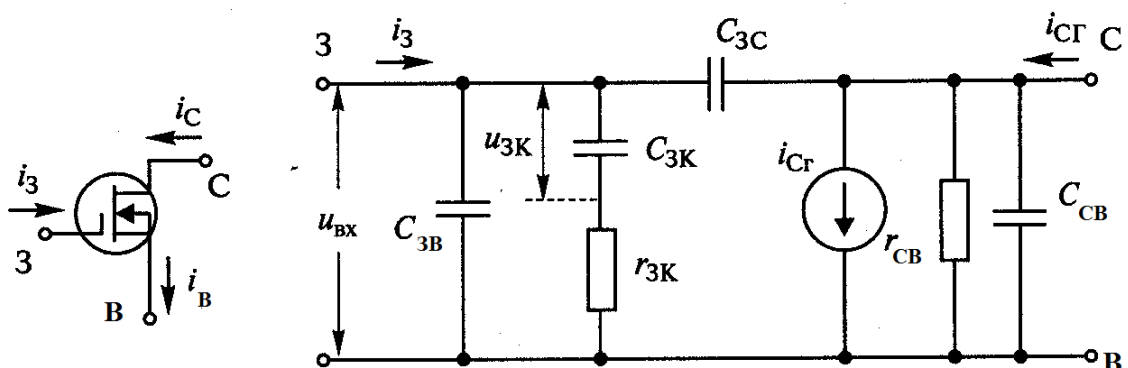 i_С
i_З
С
З
В
i_В
З
i_З
C_ЗС
i_СГ С
u_ЗК
C_ЗК
i_Сг
u_вх
C_ЗВ
r_ЗК
r_СВ
C_СВ
В